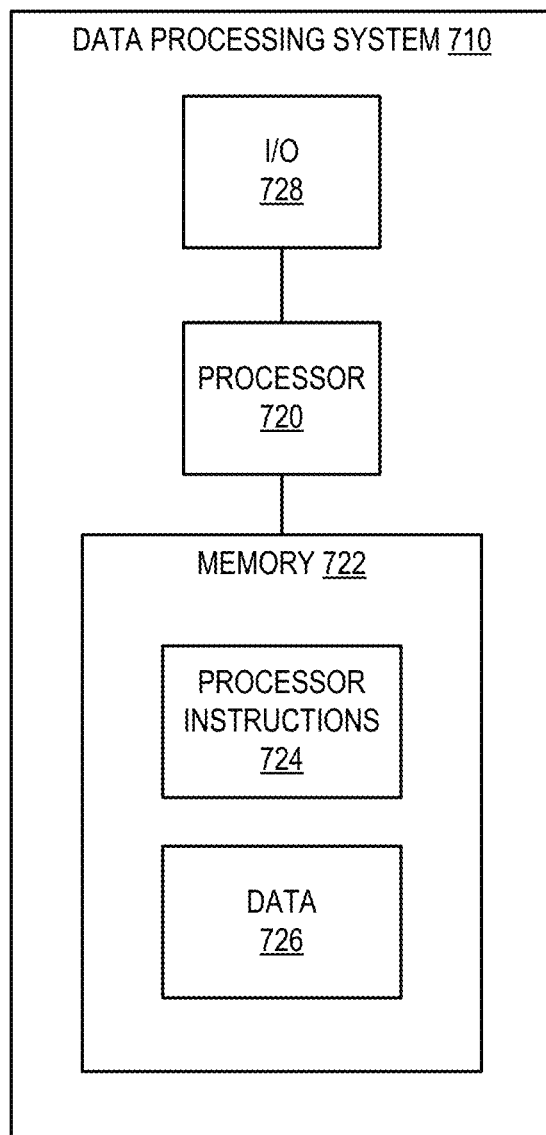 DATA PROCESSING SYSTEM 710
I/O
728
PROCESSOR
720
MEMORY 722
PROCESSOR
INSTRUCTIONS
724
DATA
726